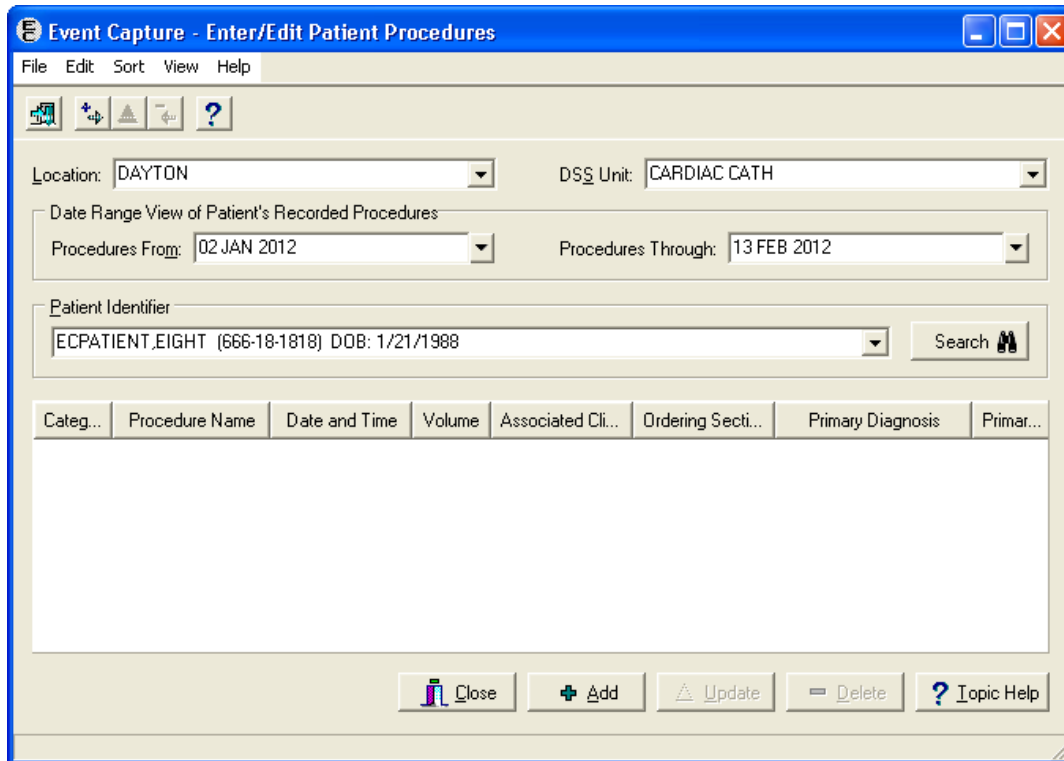 Event Capture - Enter/Edit Patient Procedures
File Edit Sort View Help
Location: DAYTON DSS Unit: CARDIAC CATH
Date Range View of Patient's Recorded Procedures
Procedures From: 02 JAN 2012 Procedures Through: 13 FEB 2012
Patient Identifier
ECPATIENT,EIGHT (666-18-1818) DOB: 1/21/1988 Search
Categ... Procedure Name Date and Time Volume Associated Cli... Ordering Secti... Primary Diagnosis Primar...
Close Add Update Delete ? Topic Help